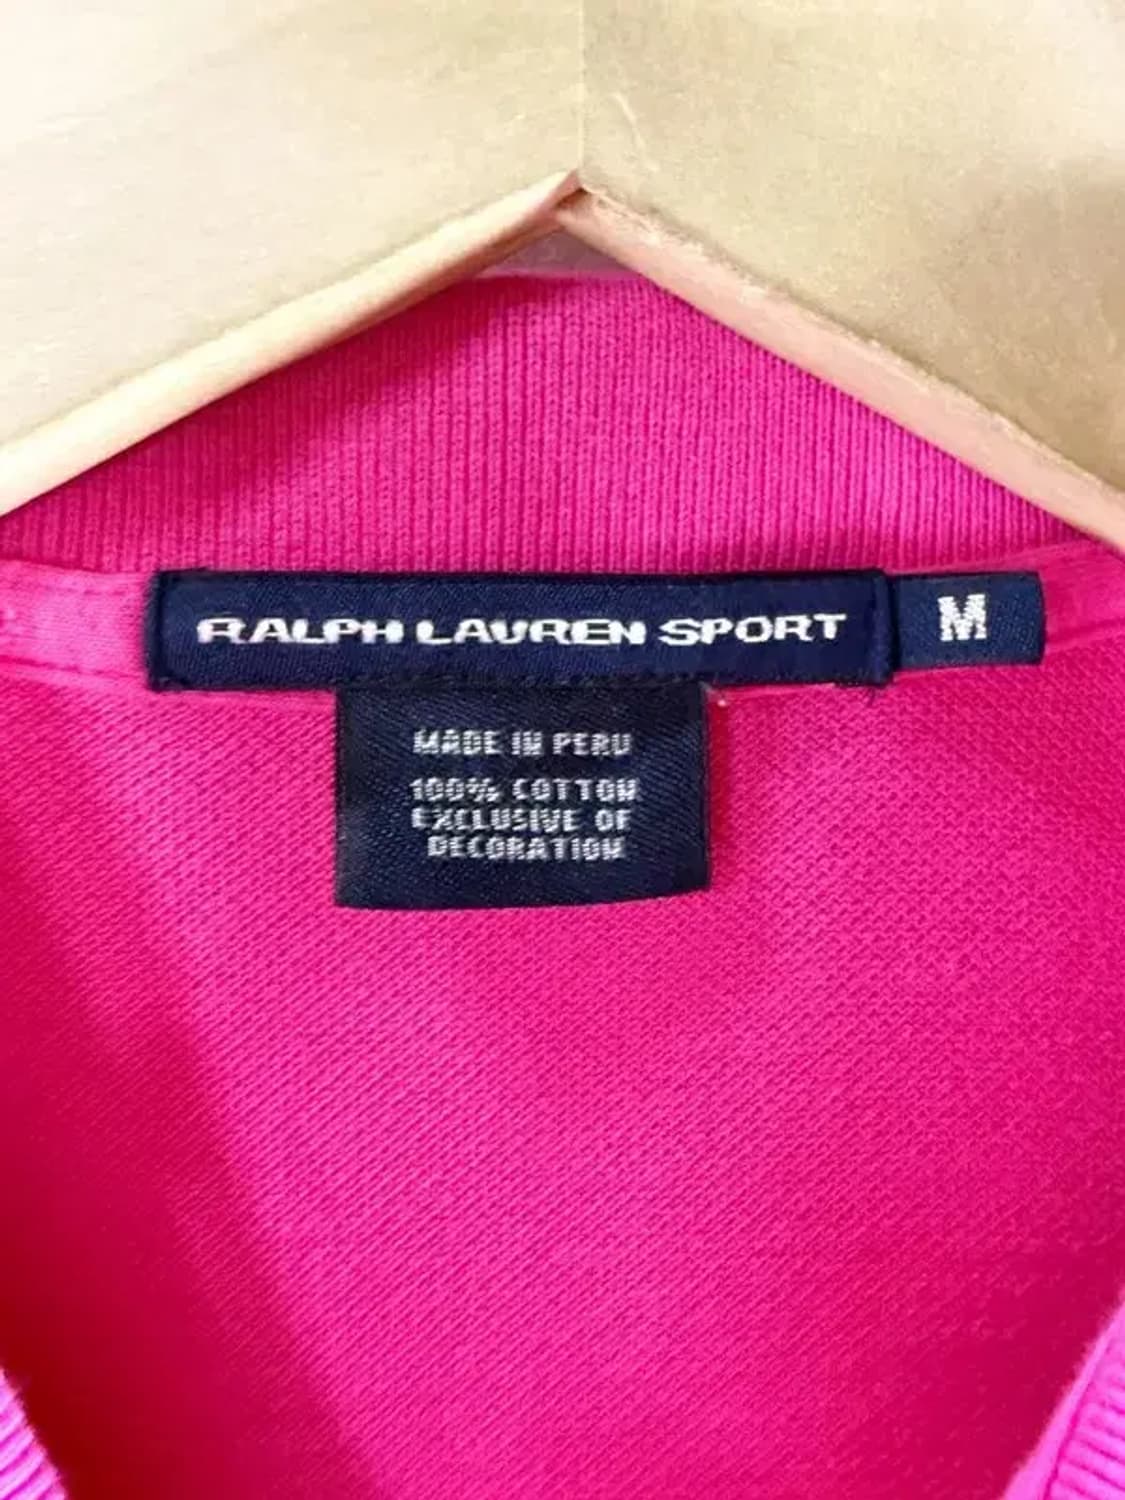 RALPH LAUREN SPORT M
MADE IN PERU
100% COTTON
EXCLUSIVE OF
DECORATION